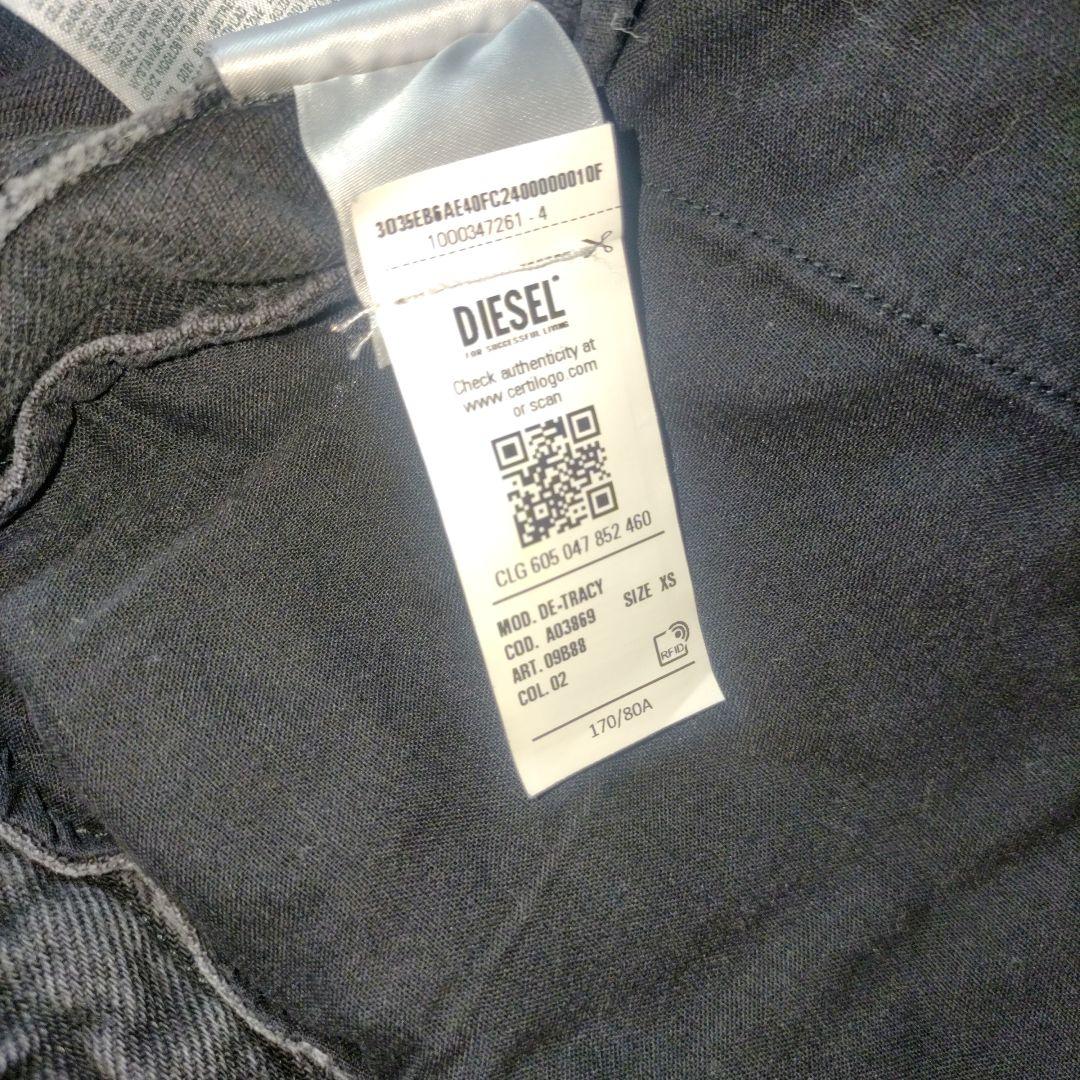 3035EB6AE40FC2400000010F
1000347261 - 4
DIESEL
FOR SUCCESSFUL LIVING
Check authenticity at
www.certilogo.com
or scan
CLG 605 047 852 460
MOD. DE-TRACY SIZE XS
COD. A03869
ART. 09B88
COL. 02
RFID
170/80A